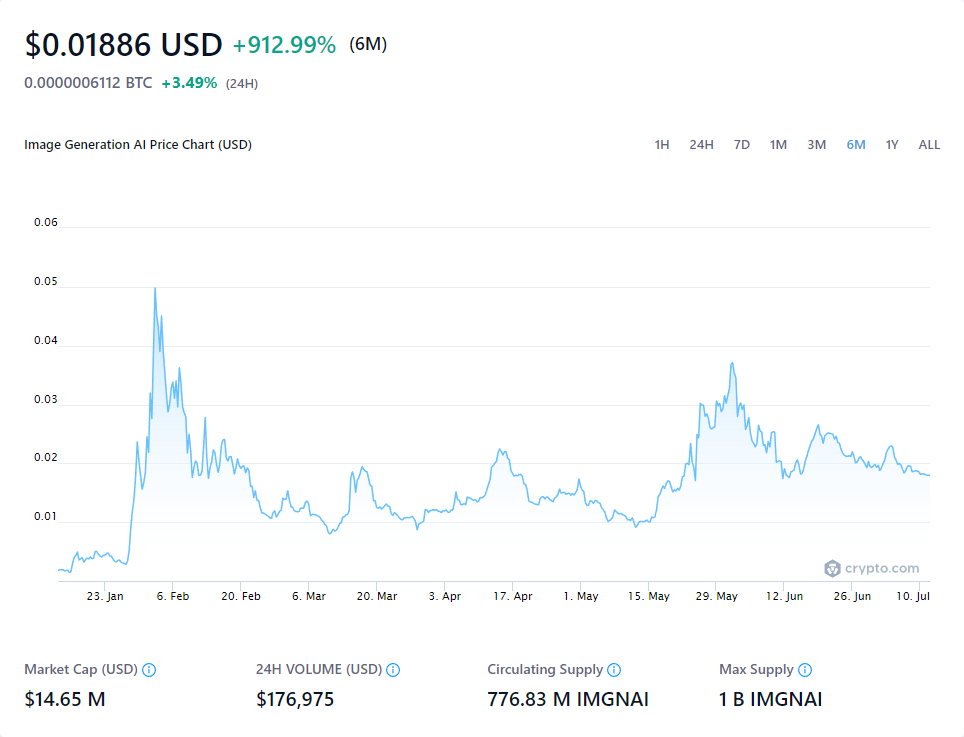 $0.01886 USD +912.99% (6M)
0.0000006112 BTC +3.49% (24H)
Image Generation AI Price Chart (USD) 1H 24H 7D 1M 3M 6M 1Y ALL
0.06
0.05
0.04
0.03
0.02
0.01
crypto.com
23. Jan 6. Feb 20. Feb 6. Mar 20. Mar 3. Apr 17. Apr 1. May 15. May 29. May 12. Jun 26. Jun 10. Jul
Market Cap (USD) 24H VOLUME (USD) Circulating Supply Max Supply
$14.65 M $176,975 776.83 M IMGNAI 1 B IMGNAI